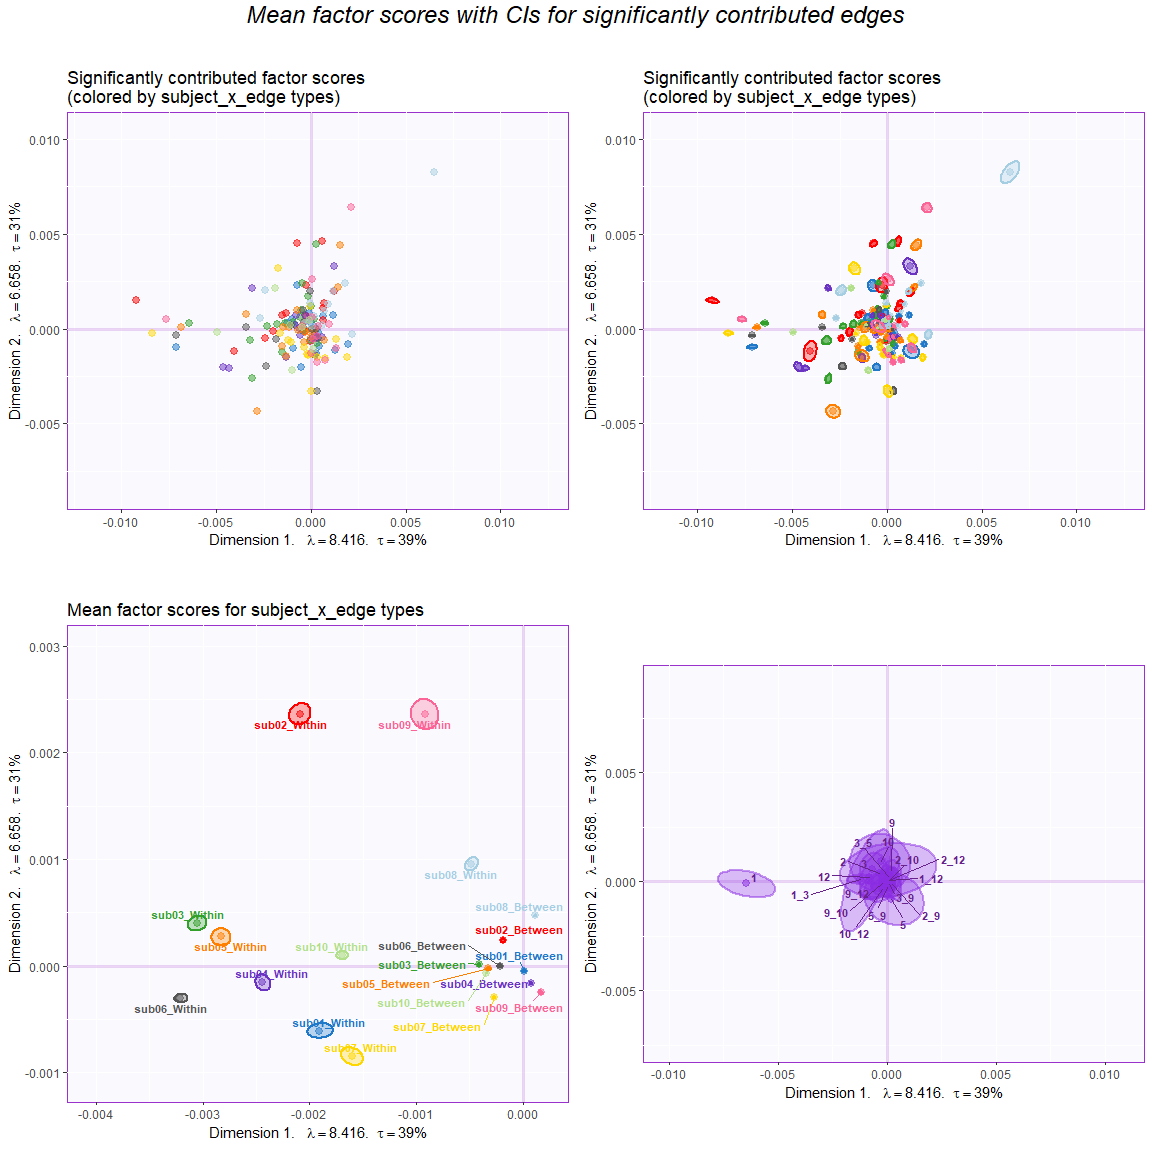 Mean factor scores with CIs for significantly contributed edges
Significantly contributed factor scores
(colored by subject_x_edge types)
0.010
0.005
0.000
-0.005
-0.010
-0.005
0.000
0.005
0.010
Dimension 1. λ = 8.416. τ = 39%
Dimension 2. λ = 6.658. τ = 31%
Significantly contributed factor scores
(colored by subject_x_edge types)
0.010
0.005
0.000
-0.005
-0.010
-0.005
0.000
0.005
0.010
Dimension 1. λ = 8.416. τ = 39%
Dimension 2. λ = 6.658. τ = 31%
Mean factor scores for subject_x_edge types
0.003
0.002
0.001
0.000
-0.001
sub02_Within
sub09_Within
sub08_Within
sub03_Within
sub05_Within
sub10_Within
sub04_Within
sub06_Within
sub01_Within
sub07_Within
sub08_Between
sub02_Between
sub06_Between
sub01_Between
sub03_Between
sub05_Between
sub04_Between
sub10_Between
sub09_Between
sub07_Between
-0.004
-0.003
-0.002
-0.001
0.000
Dimension 1. λ = 8.416. τ = 39%
Dimension 2. λ = 6.658. τ = 31%
0.005
0.000
-0.005
9
3_5
10
2
2_10
2_12
12
1_12
1
1_3
9_12
3_9
9_10
5_9
2_9
5
10_12
-0.010
-0.005
0.000
0.005
0.010
Dimension 1. λ = 8.416. τ = 39%
Dimension 2. λ = 6.658. τ = 31%